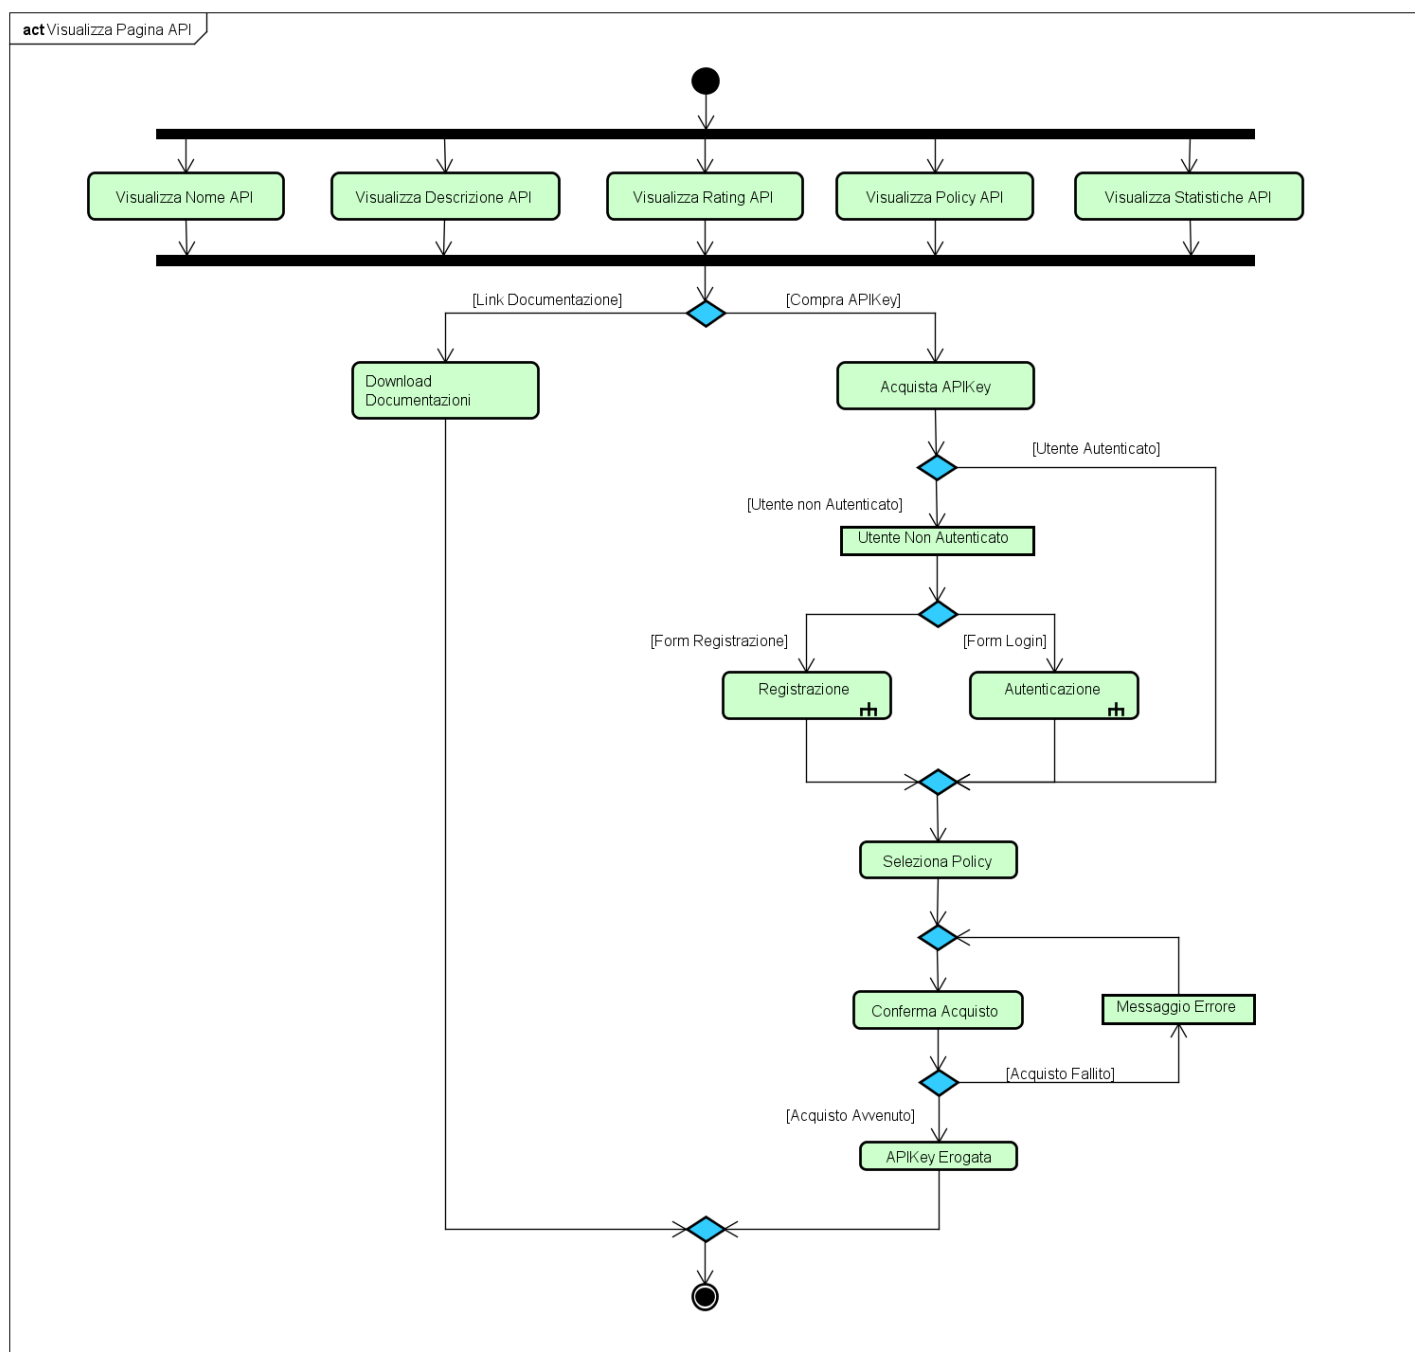 act Visualizza Pagina API
Visualizza Nome API
Visualizza Descrizione API
Visualizza Rating API
Visualizza Policy API
Visualizza Statistiche API
[Link Documentazione]
[Compra APIKey]
Download
Documentazioni
Acquista APIKey
[Utente Autenticato]
[Utente non Autenticato]
Utente Non Autenticato
[Form Registrazione]
[Form Login]
Registrazione
Autenticazione
Seleziona Policy
Conferma Acquisto
Messaggio Errore
[Acquisto Fallito]
[Acquisto Avvenuto]
APIKey Erogata